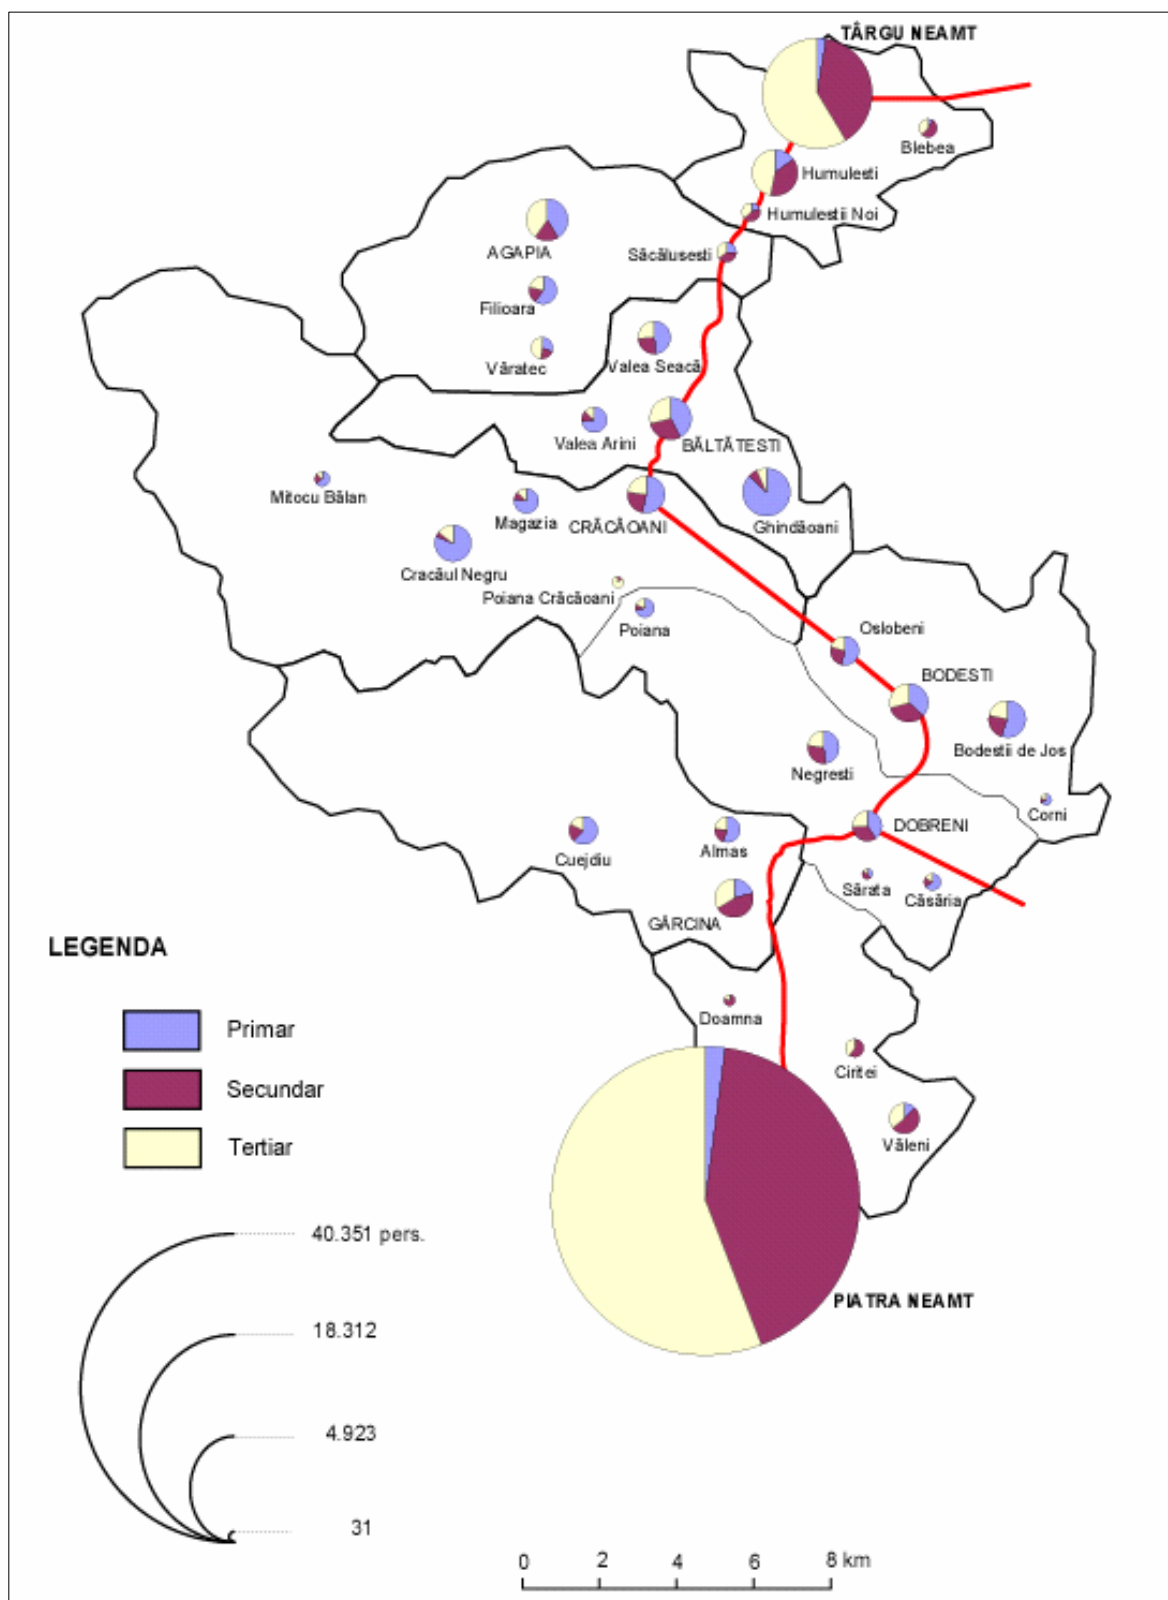 TÂRGU NEAMT
Blebea
Humulesti
Humulestii Noi
AGAPIA
Săcălusesti
Filioara
Văratec
Valea Seacă
Valea Arini
BĂLTĂTESTI
Mitocu Bălan
Magazia
CRĂCĂOANI
Ghindăoani
Cracăul Negru
Poiana Crăcăoani
Poiana
Oslobeni
BODESTI
Bodestii de Jos
Negresti
Corni
DOBRENI
Cuejdiu
Almas
Sărata
Căsăria
GÂRCINA
LEGENDA
Doamna
Primar
Ciritei
Secundar
Văleni
Tertiar
40.351 pers.
PIATRA NEAMT
18.312
4.923
31
0 2 4 6 8 km